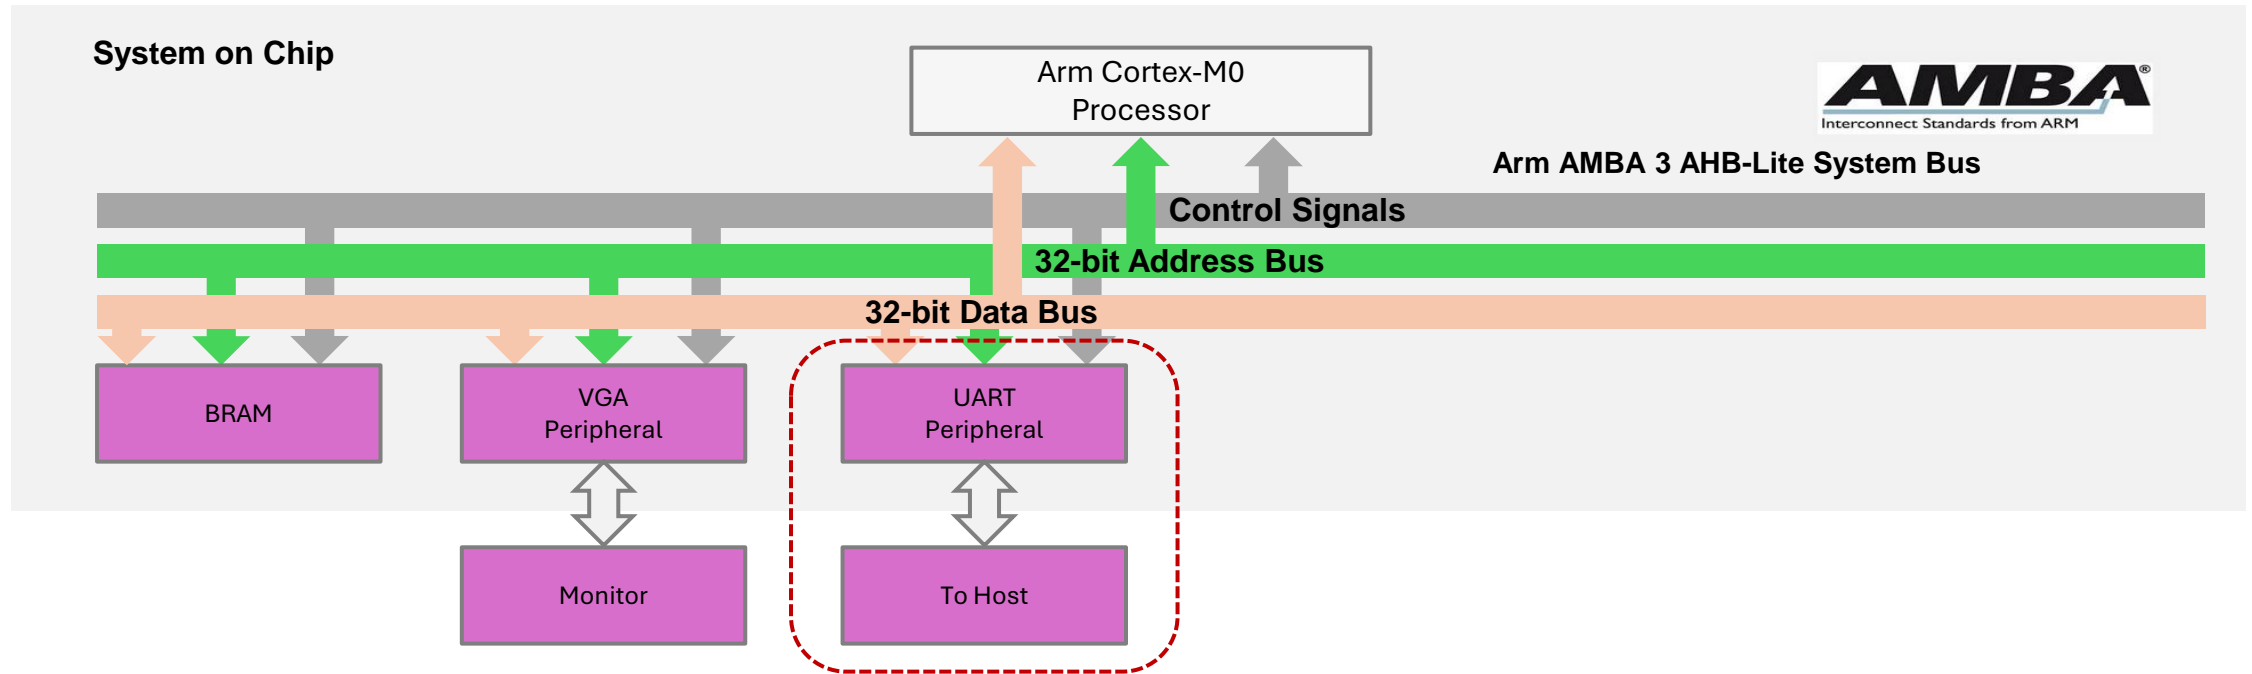 System on Chip
Arm Cortex-M0
Processor
AMBA®
Interconnect Standards from ARM
Arm AMBA 3 AHB-Lite System Bus
Control Signals
32-bit Address Bus
32-bit Data Bus
BRAM
VGA
Peripheral
UART
Peripheral
Monitor
To Host